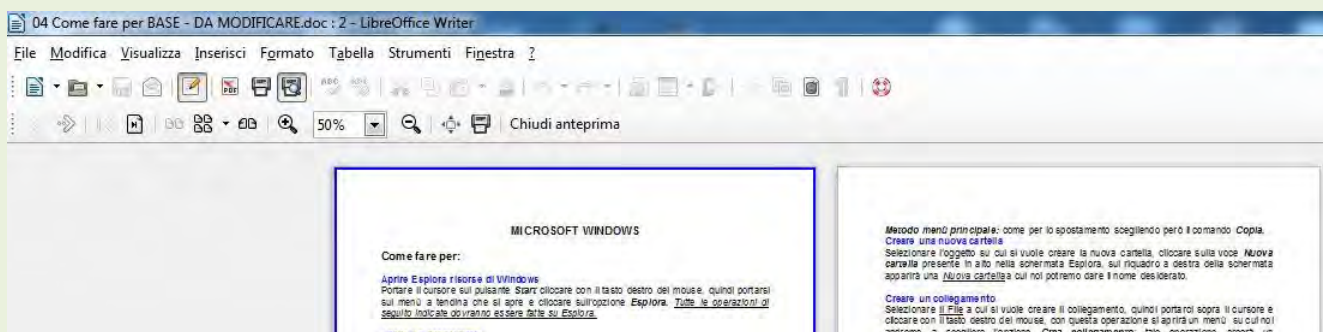 04 Come fare per BASE - DA MODIFICARE.doc : 2 - LibreOffice Writer
File Modifica Visualizza Inserisci Formato Tabella Strumenti Finestra ?
50% Chiudi anteprima
MICROSOFT WINDOWS
Come fare per:
Aprire Esplora risorse di Windows
Portare il cursore sul pulsante Start cliccare con il tasto destro del mouse, quindi portarsi
sul menù a tendina che si apre e cliccare sull'opzione Esplora. Tutte le operazioni di
seguito indicate dovranno essere fatte su Esplora.
Metodo menù principale: come per lo spostamento scegliendo però il comando Copia.
Creare una nuova cartella
Selezionare l'oggetto su cui si vuole creare la nuova cartella, cliccare sulla voce Nuova
cartella presente in alto nella schermata Esplora, sul riquadro a destra della schermata
apparirà una Nuova cartella a cui noi potremo dare il nome desiderato.
Creare un collegamento
Selezionare il File a cui si vuole creare il collegamento, quindi portarci sopra il cursore e
cliccare con il tasto destro del mouse, con questa operazione si aprirà un menù su cui noi